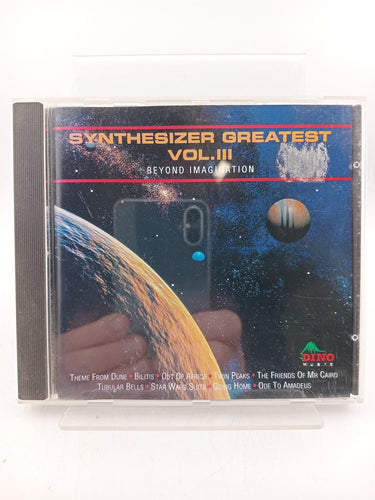 SYNTHESIZER GREATEST
VOL.III
BEYOND IMAGINATION
DINO
MUSIC
THEME FROM DUNE • BILITIS • OUT OF AFRICA • TWIN PEAKS • THE FRIENDS OF MR CAIRO
TUBULAR BELLS • STAR WARS SUITE • GOING HOME • ODE TO AMADEUS